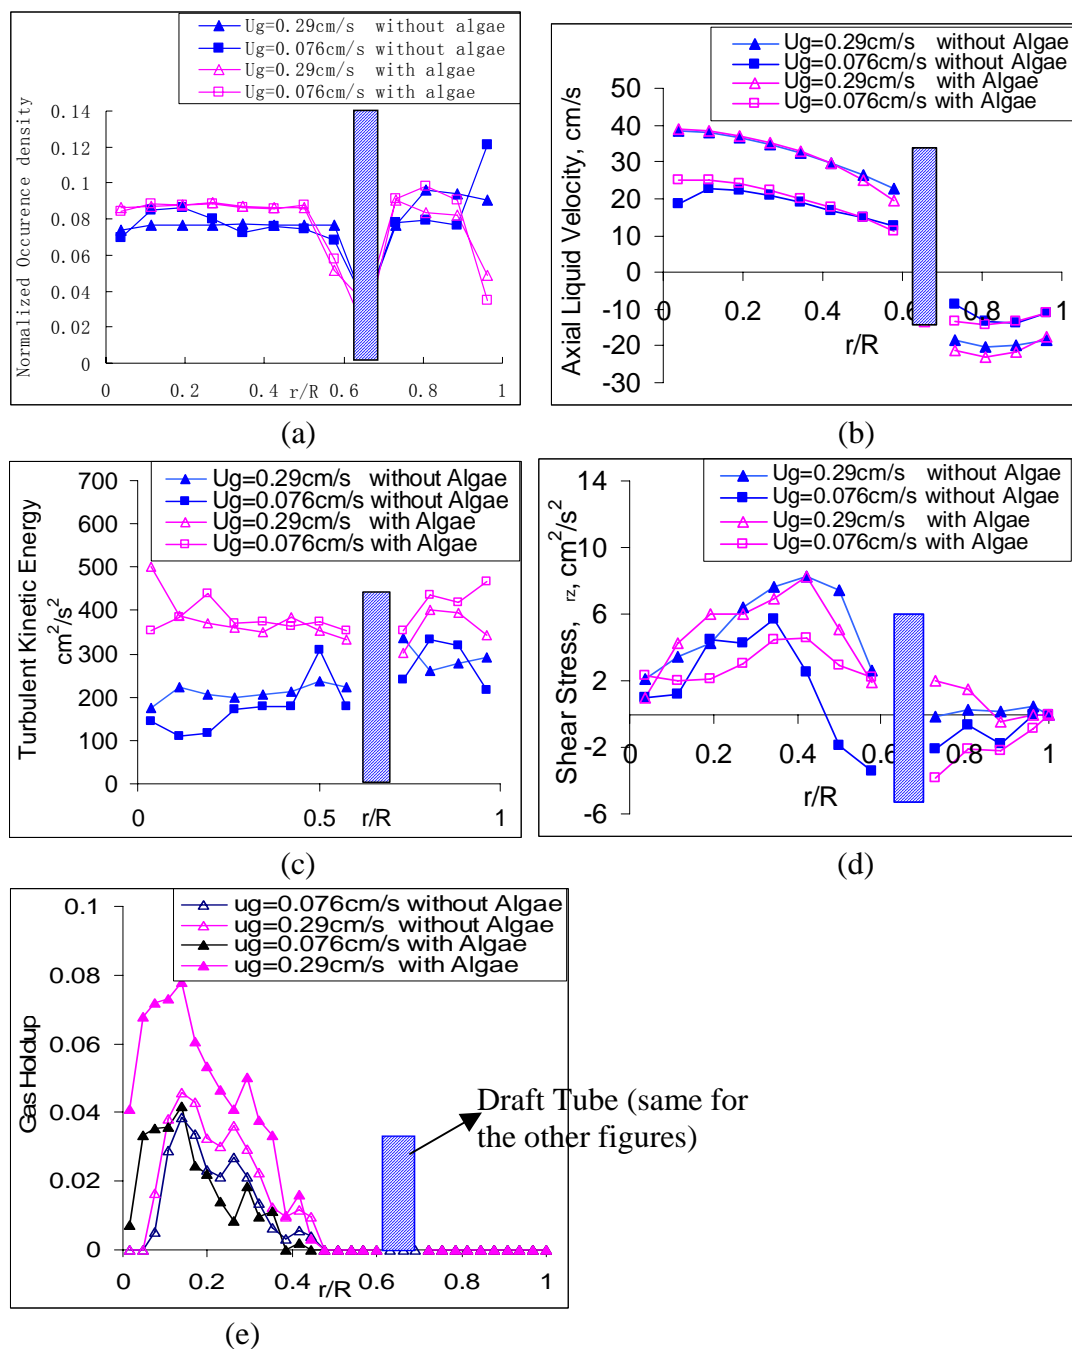 Ug=0.29cm/s without algae
Ug=0.076cm/s without algae
Ug=0.29cm/s with algae
Ug=0.076cm/s with algae
Normalized Occurence density
0.14
0.12
0.1
0.08
0.06
0.04
0.02
0
0 0.2 0.4 r/R 0.6 0.8 1
(a)
Ug=0.29cm/s without Algae
Ug=0.076cm/s without Algae
Ug=0.29cm/s with Algae
Ug=0.076cm/s with Algae
Axial Liquid Velocity, cm/s
50
40
30
20
10
0
-10
-20
-30
0 0.2 0.4 0.6 0.8 1
r/R
(b)
Ug=0.29cm/s without Algae
Ug=0.076cm/s without Algae
Ug=0.29cm/s with Algae
Ug=0.076cm/s with Algae
Turbulent Kinetic Energy
cm²/s²
700
600
500
400
300
200
100
0
0 0.5 r/R 1
(c)
Ug=0.29cm/s without Algae
Ug=0.076cm/s without Algae
Ug=0.29cm/s with Algae
Ug=0.076cm/s with Algae
Shear Stress, rz, cm²/s²
14
10
6
2
-2
-6
0 0.2 0.4 0.6 0.8 1
r/R
(d)
ug=0.076cm/s without Algae
ug=0.29cm/s without Algae
ug=0.076cm/s with Algae
ug=0.29cm/s with Algae
Gas Holdup
0.1
0.08
0.06
0.04
0.02
0
0 0.2 0.4 r/R 0.6 0.8 1
Draft Tube (same for
the other figures)
(e)